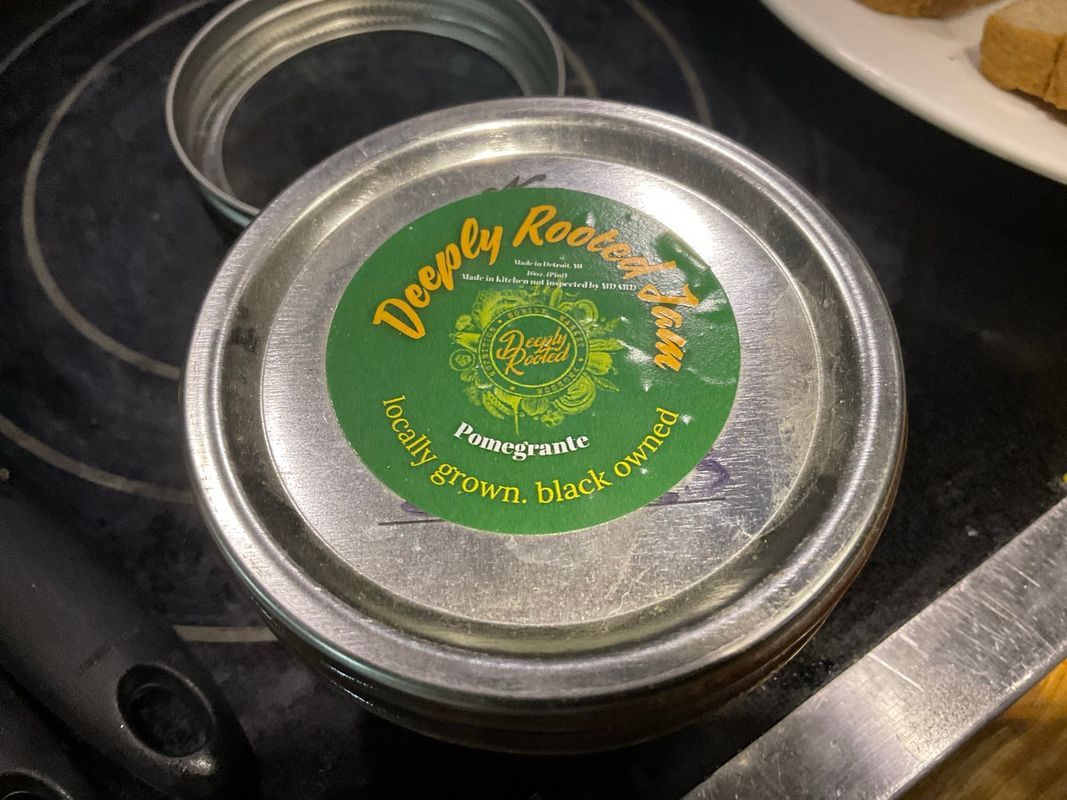 Deeply Rooted Jam
Made in Detroit, MI
16oz. (Pint)
Made in kitchen not inspected by MDARD
Deeply
Rooted
Pomegrante
locally grown. black owned